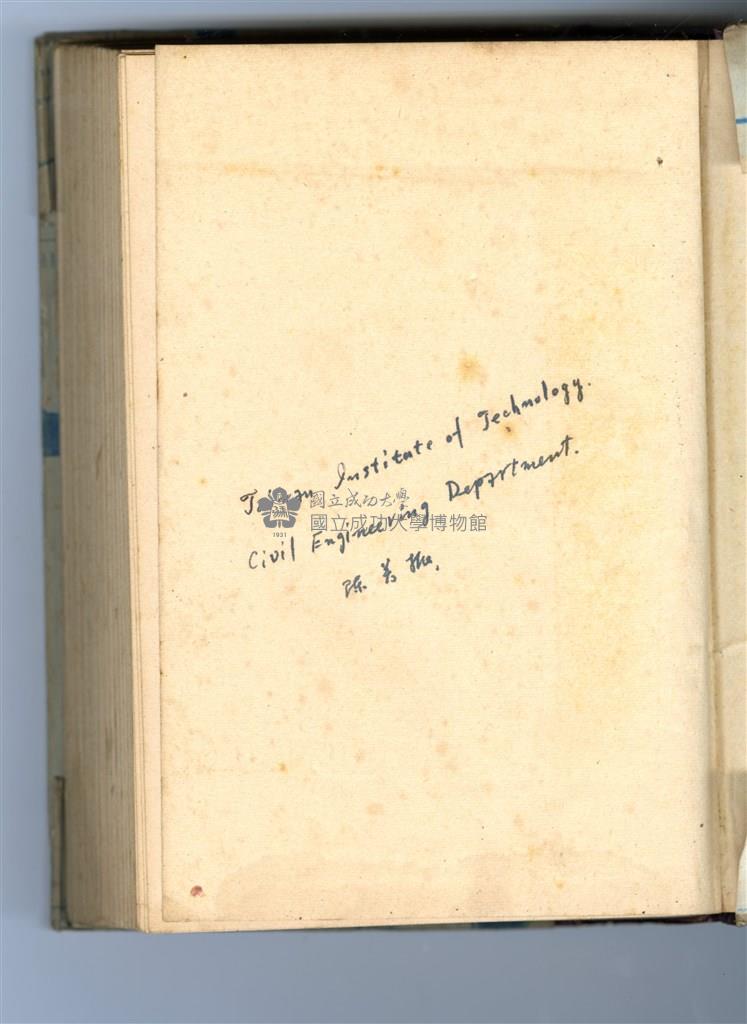 Institute of Technology.
國立成功大學
國立成功大學博物館
1931
Civil Engineering Department.